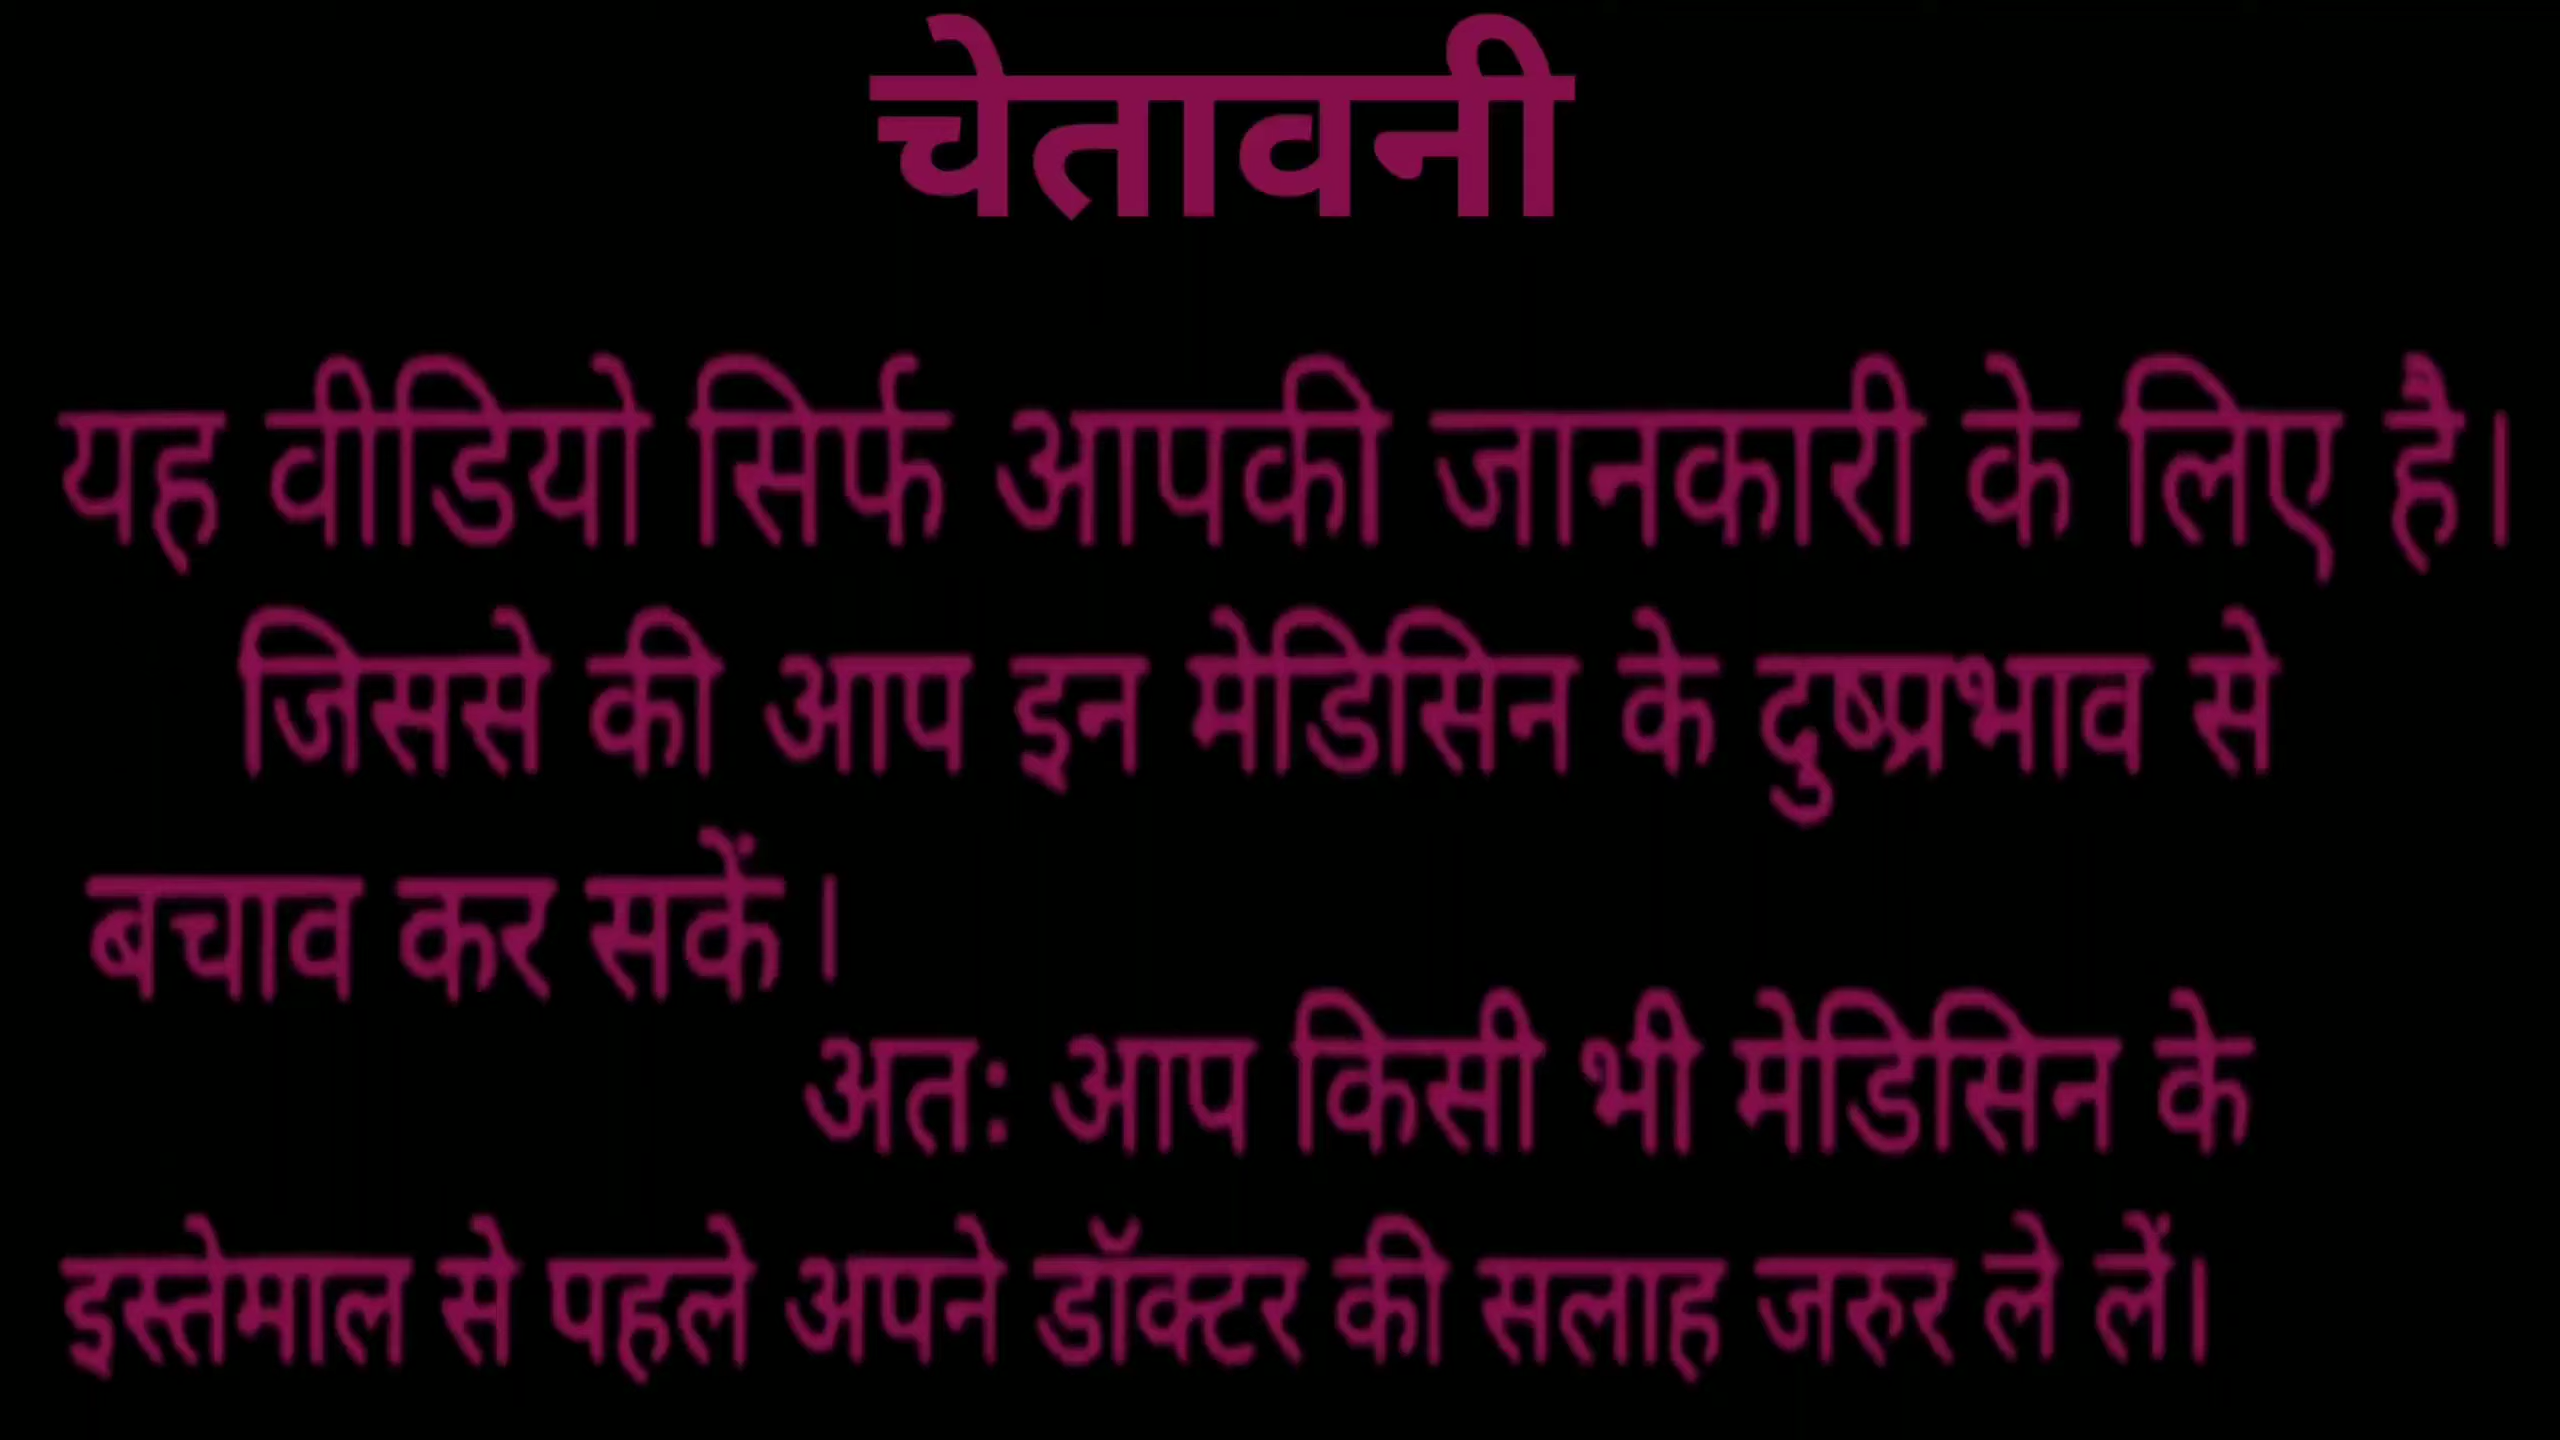 चेतावनी
यह वीडियो सिर्फ आपकी जानकारी के लिए है।
जिससे की आप इन मेडिसिन के दुष्प्रभाव से
बचाव कर सकें।
अतः आप किसी भी मेडिसिन के
इस्तेमाल से पहले अपने डॉक्टर की सलाह जरुर ले लें।